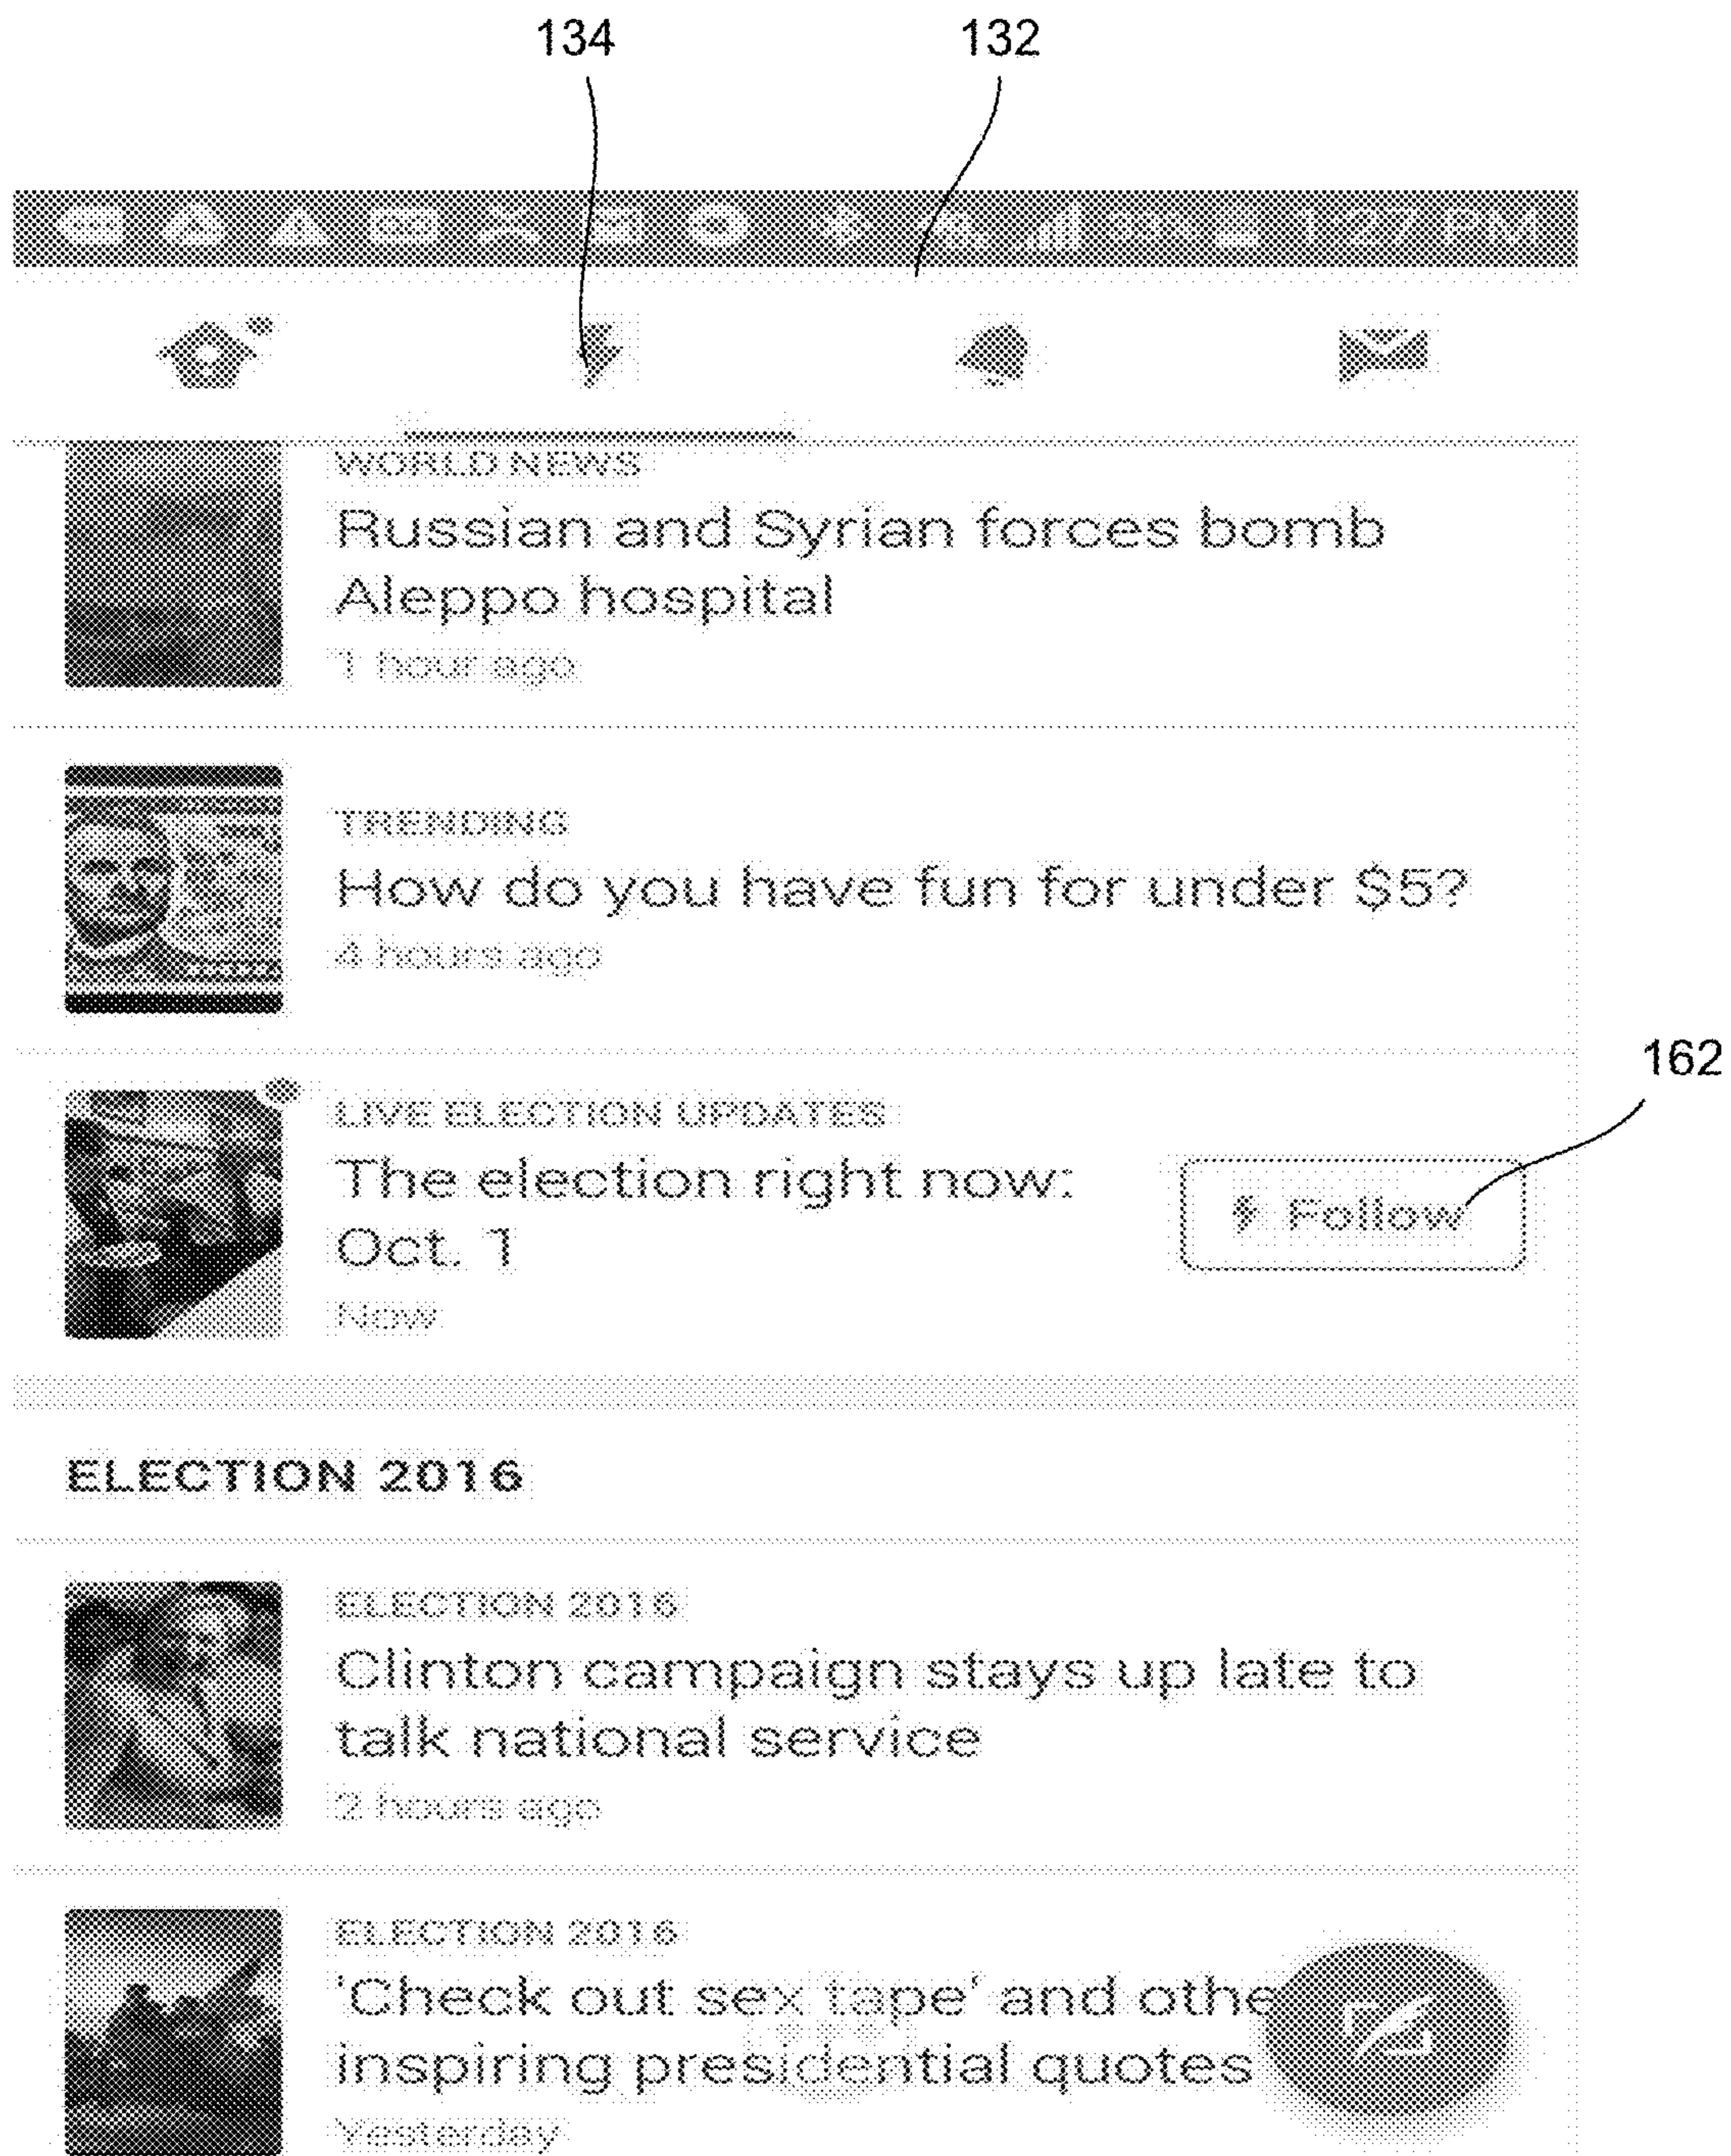 134
132
1:27 PM
WORLD NEWS
Russian and Syrian forces bomb
Aleppo hospital
1 hour ago
TRENDING
How do you have fun for under $5?
4 hours ago
162
LIVE ELECTION UPDATES
The election right now:
Oct. 1
Follow
Now
ELECTION 2016
ELECTION 2016
Clinton campaign stays up late to
talk national service
2 hours ago
ELECTION 2016
'Check out sex tape' and othe
inspiring presidential quotes
Yesterday